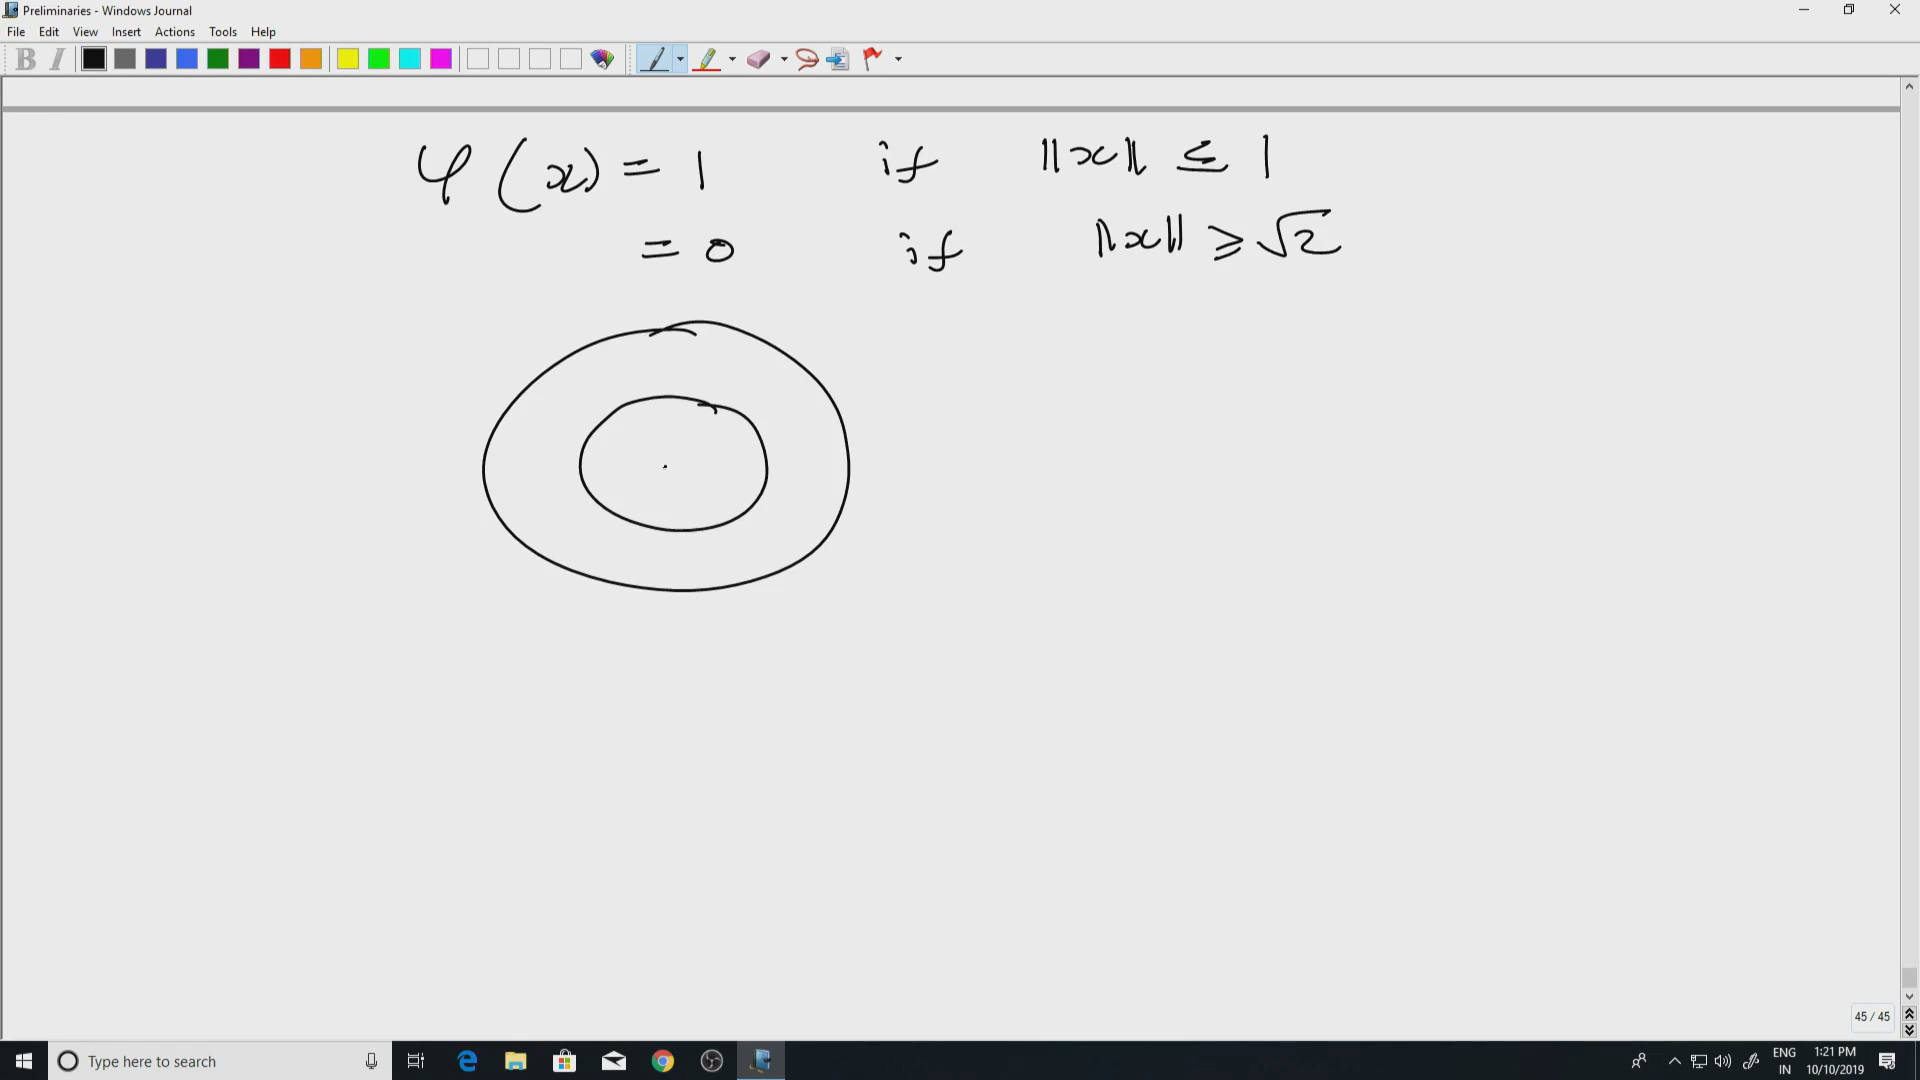 Preliminaries - Windows Journal
File Edit View Insert Actions Tools Help
B I
φ(x) = 1 if ||x|| ≤ 1
= 0 if ||x|| ≥ √2
45 / 45
Type here to search
ENG 1:21 PM
IN 10/10/2019